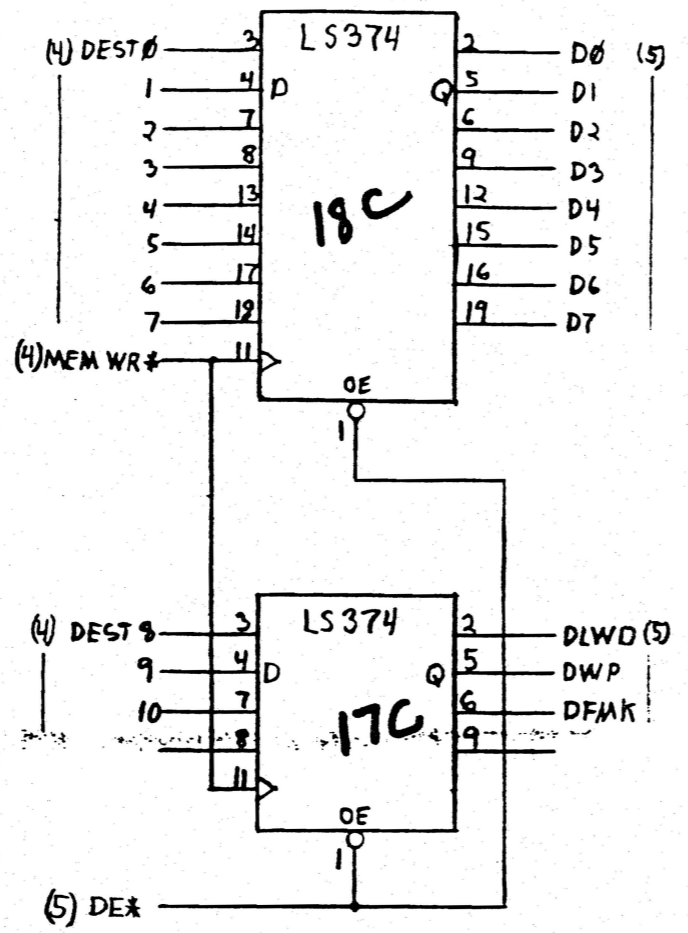 LS374
(4) DESTØ 3 2 DØ (5)
1 4 D Q 5 D1
2 7 6 D2
3 8 9 D3
4 13 18C 12 D4
5 14 15 D5
6 17 16 D6
7 18 19 D7
(4) MEM WR* 11
OE
1
LS374
(4) DEST 8 3 2 DLWD (5)
9 4 D Q 5 DWP
10 7 17C 6 DFMK
8 9
11
OE
1
(5) DE*